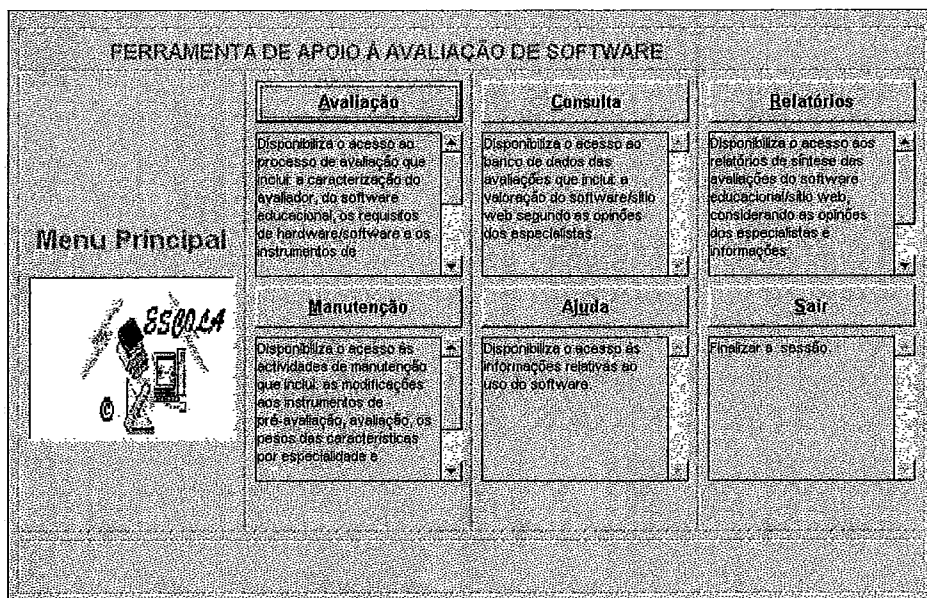 FERRAMENTA DE APOIO À AVALIAÇÃO DE SOFTWARE
Menu Principal
ESCOLA
©
Avaliação
Disponibiliza o acesso ao
processo de avaliação que
inclui: a caracterização do
avaliador, do software
educacional, os requisitos
de hardware/software e os
instrumentos de
Consulta
Disponibiliza o acesso ao
banco de dados das
avaliações que inclui: a
valoração do software/sítio
web segundo as opinões
dos especialistas
Relatórios
Disponibiliza o acesso aos
relatórios de síntese das
avaliações do software
educacional/sítio web,
considerando as opinões
dos especialistas e
informações
Manutenção
Disponibiliza o acesso às
actividades de manutenção
que inclui: as modificações
aos instrumentos de
pré-avaliação, avaliação, os
pesos das características
por especialidade e
Ajuda
Disponibiliza o acesso às
informações relativas ao
uso do software.
Sair
Finalizar a sessão.